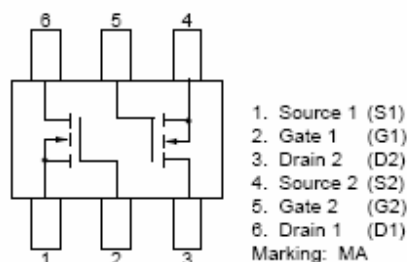 6 5 4
1. Source 1 (S1)
2. Gate 1 (G1)
3. Drain 2 (D2)
4. Source 2 (S2)
5. Gate 2 (G2)
6. Drain 1 (D1)
Marking: MA
1 2 3